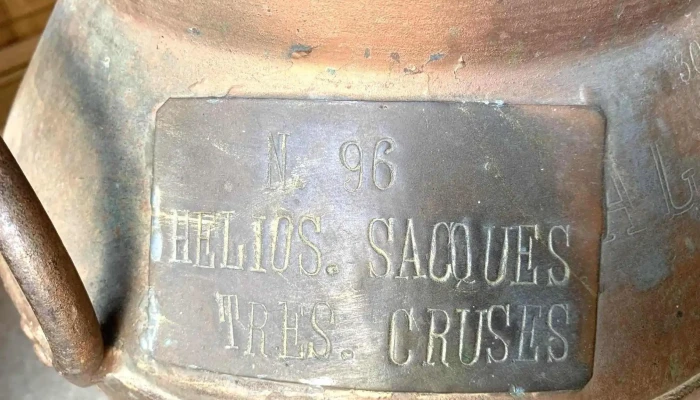 N. 96
HELIOS. SACQUES
TRES. CRUSES